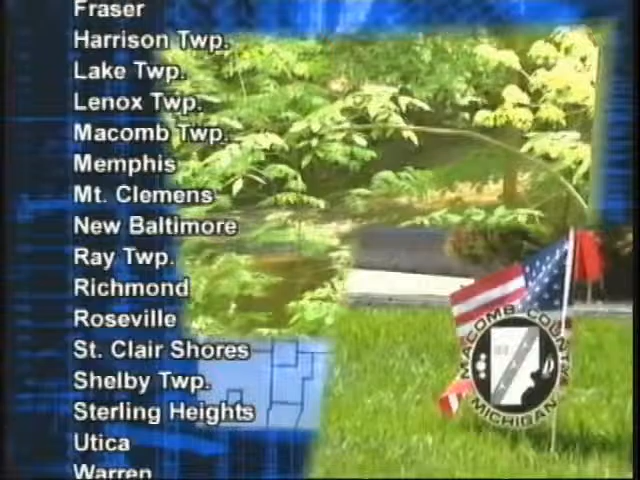 Fraser
Harrison Twp.
Lake Twp.
Lenox Twp.
Macomb Twp.
Memphis
Mt. Clemens
New Baltimore
Ray Twp.
Richmond
Roseville
St. Clair Shores
Shelby Twp.
Sterling Heights
Utica
Warren
MACOMB COUNTY
MICHIGAN